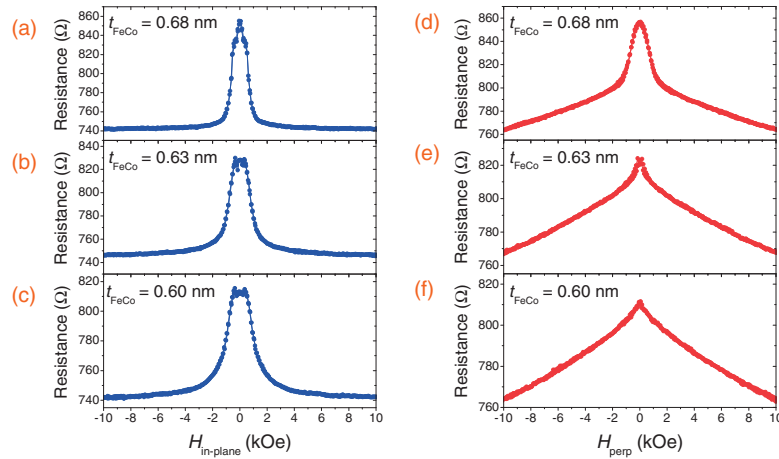 (a)
t_FeCo = 0.68 nm
Resistance (Ω)
860
840
820
800
780
760
740
(b)
t_FeCo = 0.63 nm
Resistance (Ω)
840
820
800
780
760
740
(c)
t_FeCo = 0.60 nm
Resistance (Ω)
820
800
780
760
740
-10 -8 -6 -4 -2 0 2 4 6 8 10
H_in-plane (kOe)
(d)
t_FeCo = 0.68 nm
Resistance (Ω)
860
840
820
800
780
760
(e)
t_FeCo = 0.63 nm
Resistance (Ω)
820
800
780
760
(f)
t_FeCo = 0.60 nm
Resistance (Ω)
820
800
780
760
-10 -8 -6 -4 -2 0 2 4 6 8 10
H_perp (kOe)